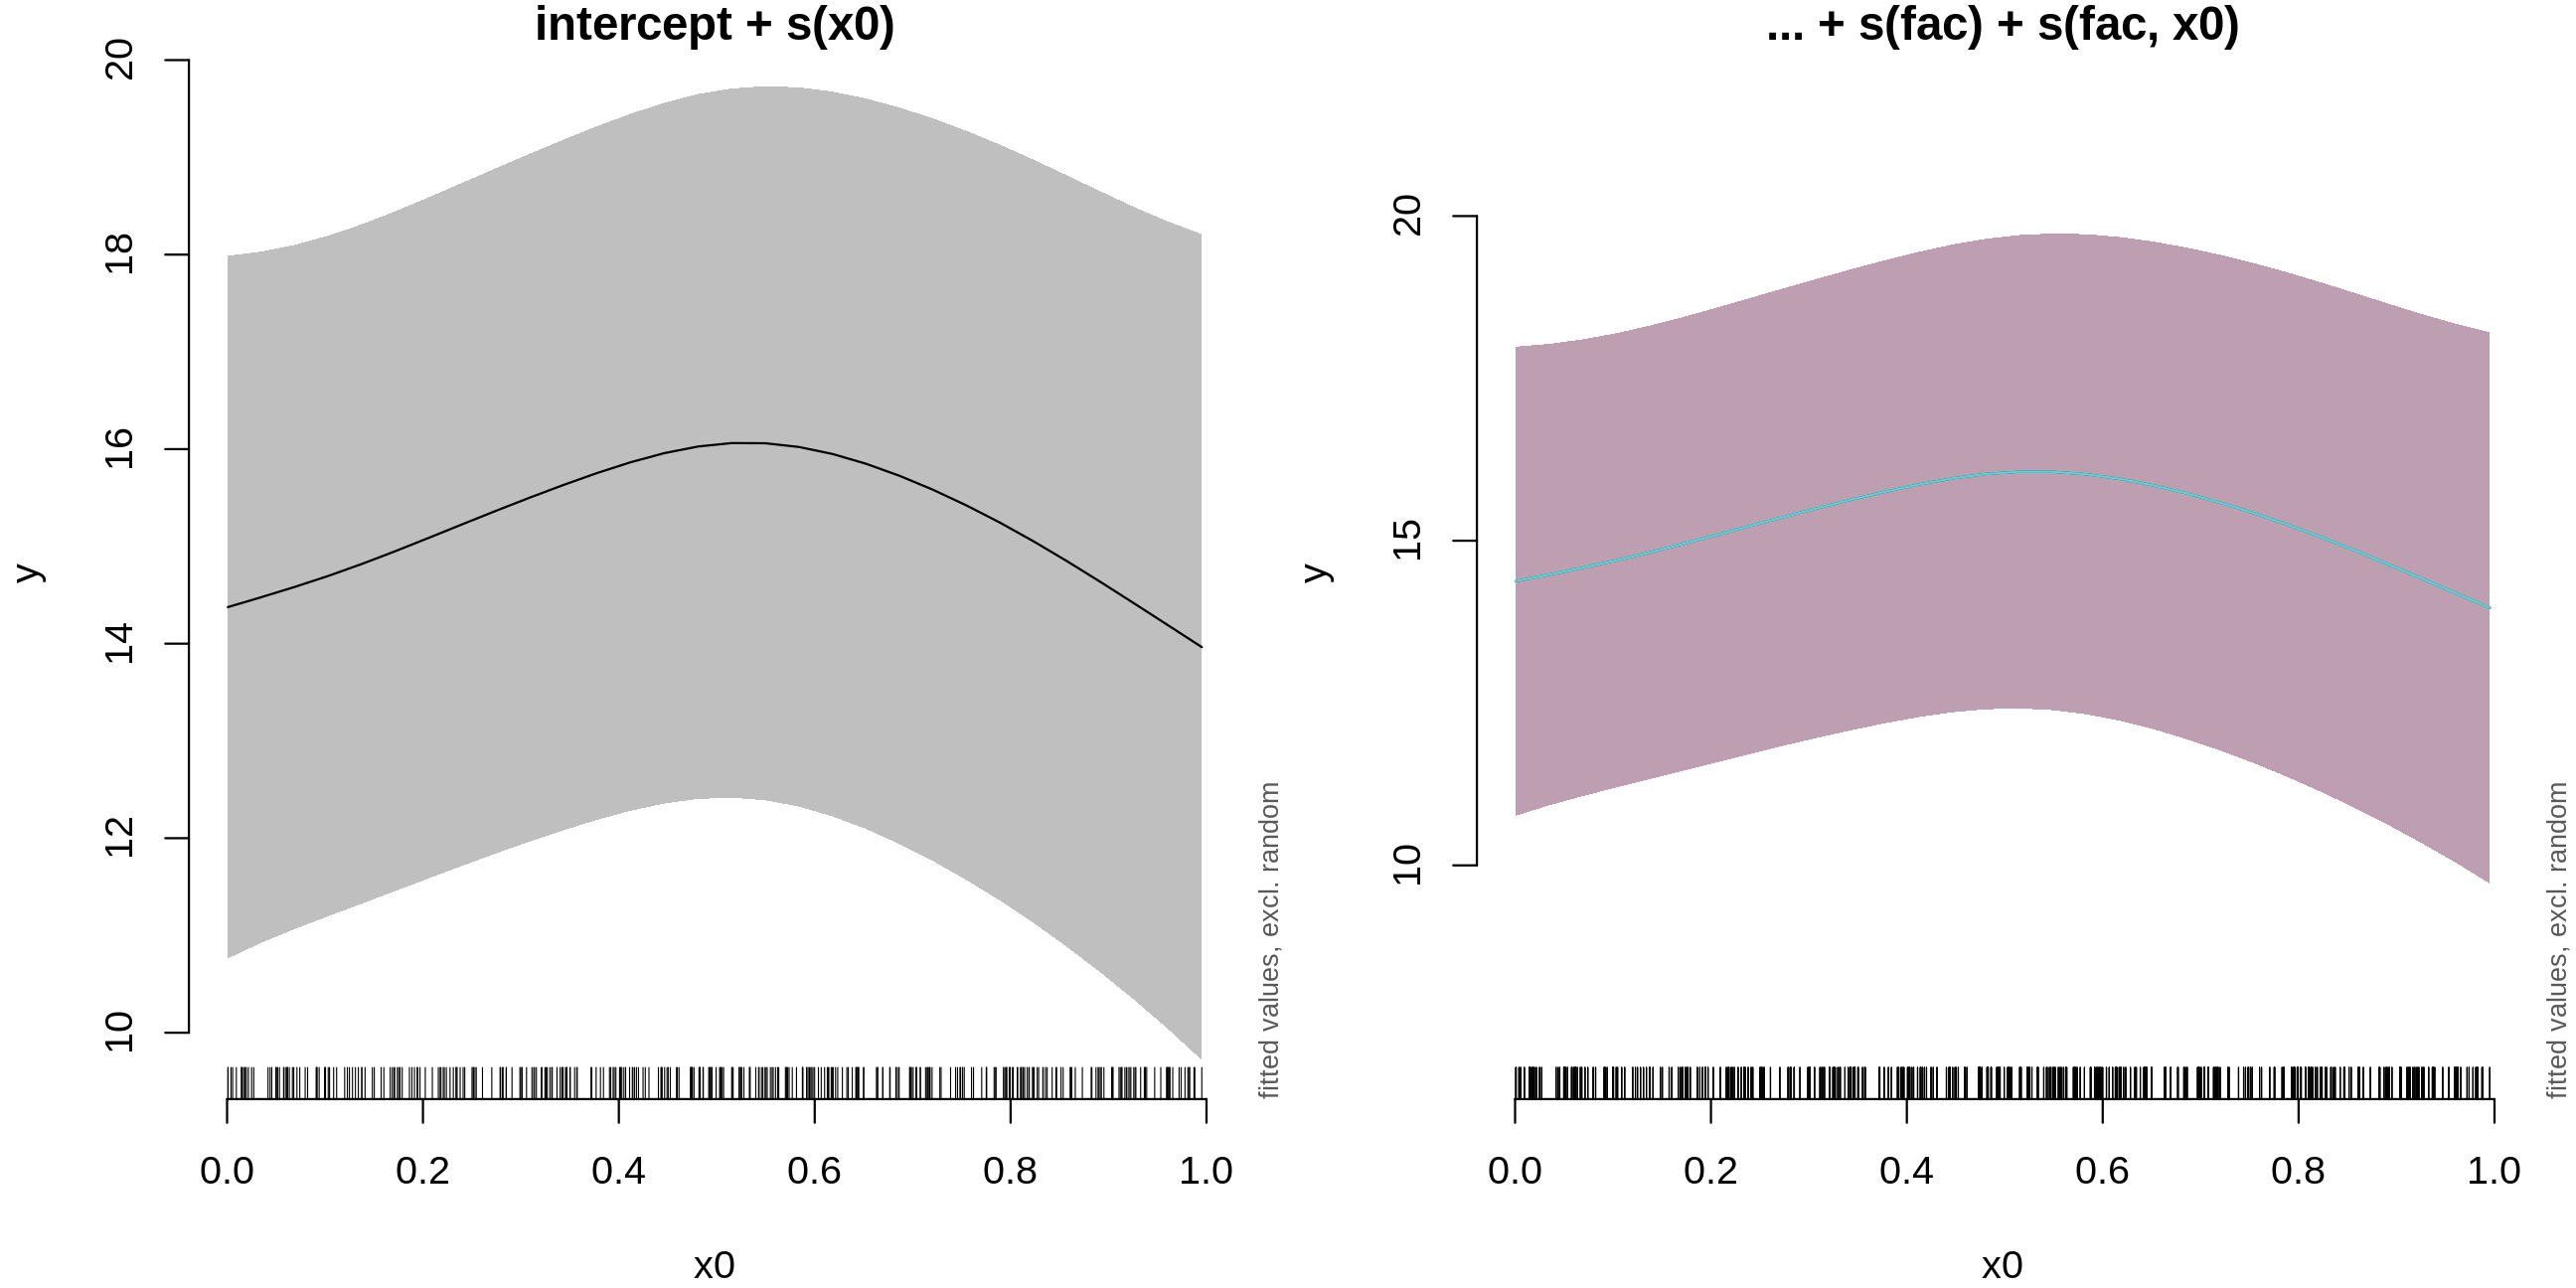 intercept + s(x0)
20
18
16
14
12
10
y
0.0 0.2 0.4 0.6 0.8 1.0
x0
fitted values, excl. random
... + s(fac) + s(fac, x0)
20
15
10
y
0.0 0.2 0.4 0.6 0.8 1.0
x0
fitted values, excl. random